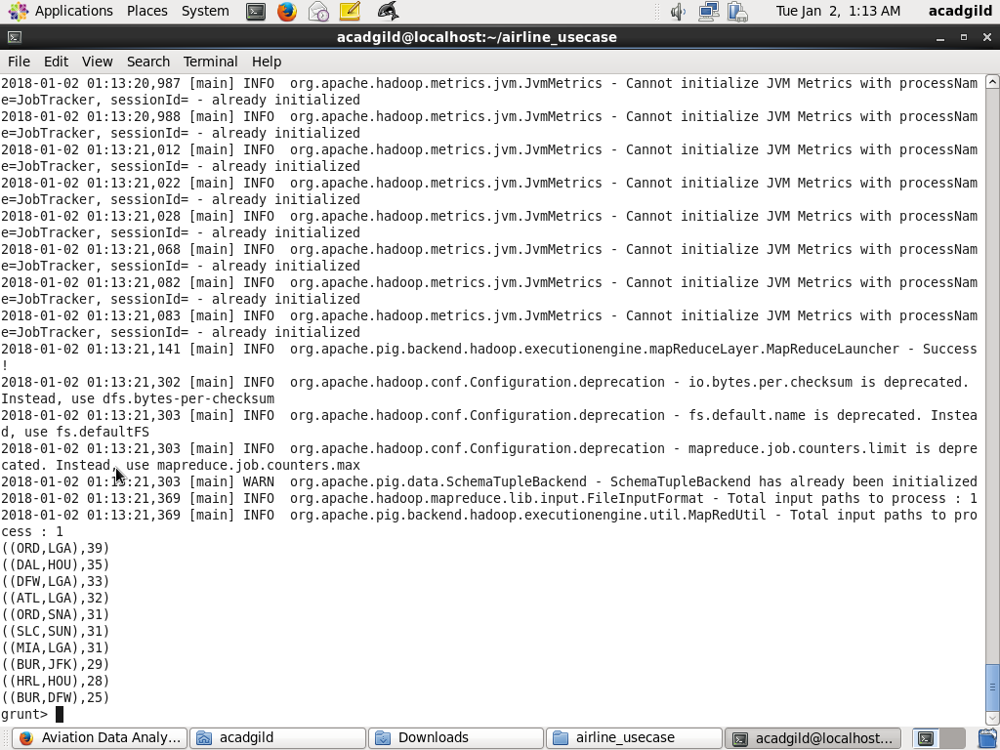 Applications Places System Tue Jan 2, 1:13 AM acadgild
acadgild@localhost:~/airline_usecase
File Edit View Search Terminal Help
2018-01-02 01:13:20,987 [main] INFO  org.apache.hadoop.metrics.jvm.JvmMetrics - Cannot initialize JVM Metrics with processNam
e=JobTracker, sessionId= - already initialized
2018-01-02 01:13:20,988 [main] INFO  org.apache.hadoop.metrics.jvm.JvmMetrics - Cannot initialize JVM Metrics with processNam
e=JobTracker, sessionId= - already initialized
2018-01-02 01:13:21,012 [main] INFO  org.apache.hadoop.metrics.jvm.JvmMetrics - Cannot initialize JVM Metrics with processNam
e=JobTracker, sessionId= - already initialized
2018-01-02 01:13:21,022 [main] INFO  org.apache.hadoop.metrics.jvm.JvmMetrics - Cannot initialize JVM Metrics with processNam
e=JobTracker, sessionId= - already initialized
2018-01-02 01:13:21,028 [main] INFO  org.apache.hadoop.metrics.jvm.JvmMetrics - Cannot initialize JVM Metrics with processNam
e=JobTracker, sessionId= - already initialized
2018-01-02 01:13:21,068 [main] INFO  org.apache.hadoop.metrics.jvm.JvmMetrics - Cannot initialize JVM Metrics with processNam
e=JobTracker, sessionId= - already initialized
2018-01-02 01:13:21,082 [main] INFO  org.apache.hadoop.metrics.jvm.JvmMetrics - Cannot initialize JVM Metrics with processNam
e=JobTracker, sessionId= - already initialized
2018-01-02 01:13:21,083 [main] INFO  org.apache.hadoop.metrics.jvm.JvmMetrics - Cannot initialize JVM Metrics with processNam
e=JobTracker, sessionId= - already initialized
2018-01-02 01:13:21,141 [main] INFO  org.apache.pig.backend.hadoop.executionengine.mapReduceLayer.MapReduceLauncher - Success
!
2018-01-02 01:13:21,302 [main] INFO  org.apache.hadoop.conf.Configuration.deprecation - io.bytes.per.checksum is deprecated.
Instead, use dfs.bytes-per-checksum
2018-01-02 01:13:21,303 [main] INFO  org.apache.hadoop.conf.Configuration.deprecation - fs.default.name is deprecated. Instea
d, use fs.defaultFS
2018-01-02 01:13:21,303 [main] INFO  org.apache.hadoop.conf.Configuration.deprecation - mapreduce.job.counters.limit is depre
cated. Instead, use mapreduce.job.counters.max
2018-01-02 01:13:21,303 [main] WARN  org.apache.pig.data.SchemaTupleBackend - SchemaTupleBackend has already been initialized
2018-01-02 01:13:21,369 [main] INFO  org.apache.hadoop.mapreduce.lib.input.FileInputFormat - Total input paths to process : 1
2018-01-02 01:13:21,369 [main] INFO  org.apache.pig.backend.hadoop.executionengine.util.MapRedUtil - Total input paths to pro
cess : 1
((ORD,LGA),39)
((DAL,HOU),35)
((DFW,LGA),33)
((ATL,LGA),32)
((ORD,SNA),31)
((SLC,SUN),31)
((MIA,LGA),31)
((BUR,JFK),29)
((HRL,HOU),28)
((BUR,DFW),25)
grunt>
Aviation Data Analy... acadgild Downloads airline_usecase acadgild@localhost...